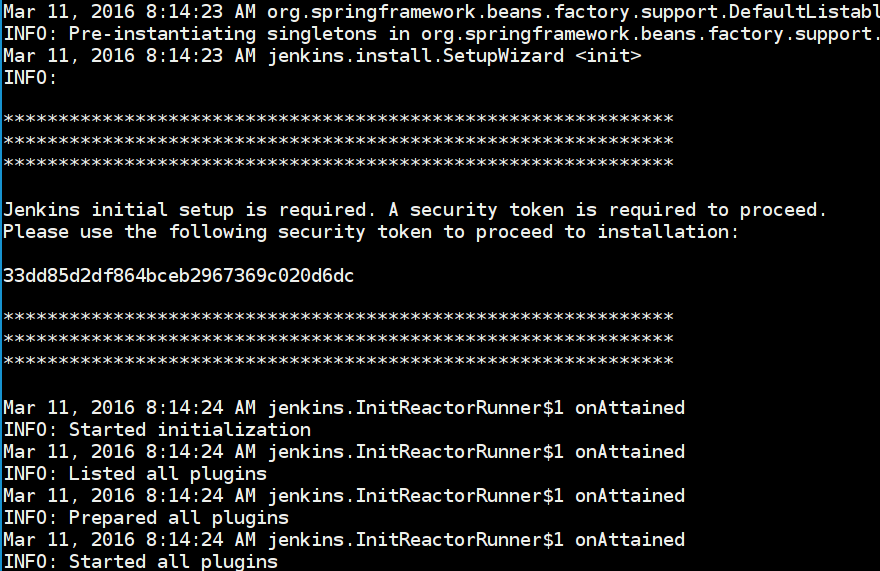 Mar 11, 2016 8:14:23 AM org.springframework.beans.factory.support.DefaultListabl
INFO: Pre-instantiating singletons in org.springframework.beans.factory.support.
Mar 11, 2016 8:14:23 AM jenkins.install.SetupWizard <init>
INFO:
*************************************************************
*************************************************************
*************************************************************
Jenkins initial setup is required. A security token is required to proceed.
Please use the following security token to proceed to installation:
33dd85d2df864bceb2967369c020d6dc
*************************************************************
*************************************************************
*************************************************************
Mar 11, 2016 8:14:24 AM jenkins.InitReactorRunner$1 onAttained
INFO: Started initialization
Mar 11, 2016 8:14:24 AM jenkins.InitReactorRunner$1 onAttained
INFO: Listed all plugins
Mar 11, 2016 8:14:24 AM jenkins.InitReactorRunner$1 onAttained
INFO: Prepared all plugins
Mar 11, 2016 8:14:24 AM jenkins.InitReactorRunner$1 onAttained
INFO: Started all plugins